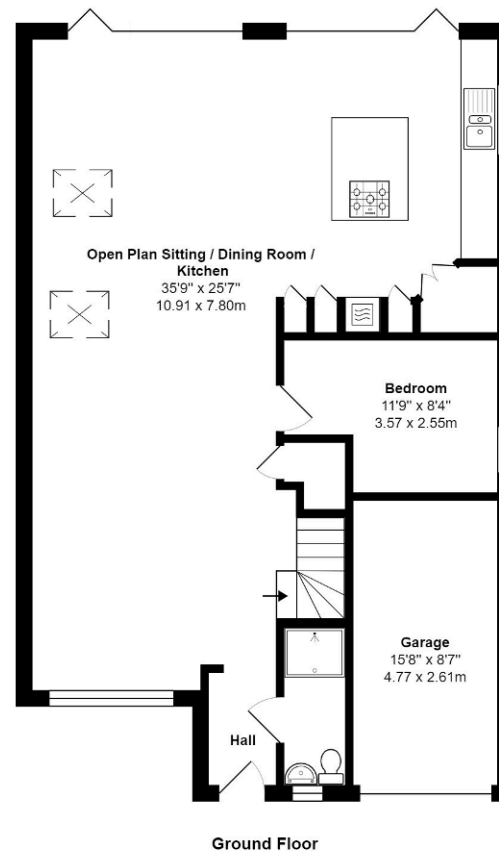 Open Plan Sitting / Dining Room /
Kitchen
35'9" x 25'7"
10.91 x 7.80m
Bedroom
11'9" x 8'4"
3.57 x 2.55m
Garage
15'8" x 8'7"
4.77 x 2.61m
Hall
Ground Floor